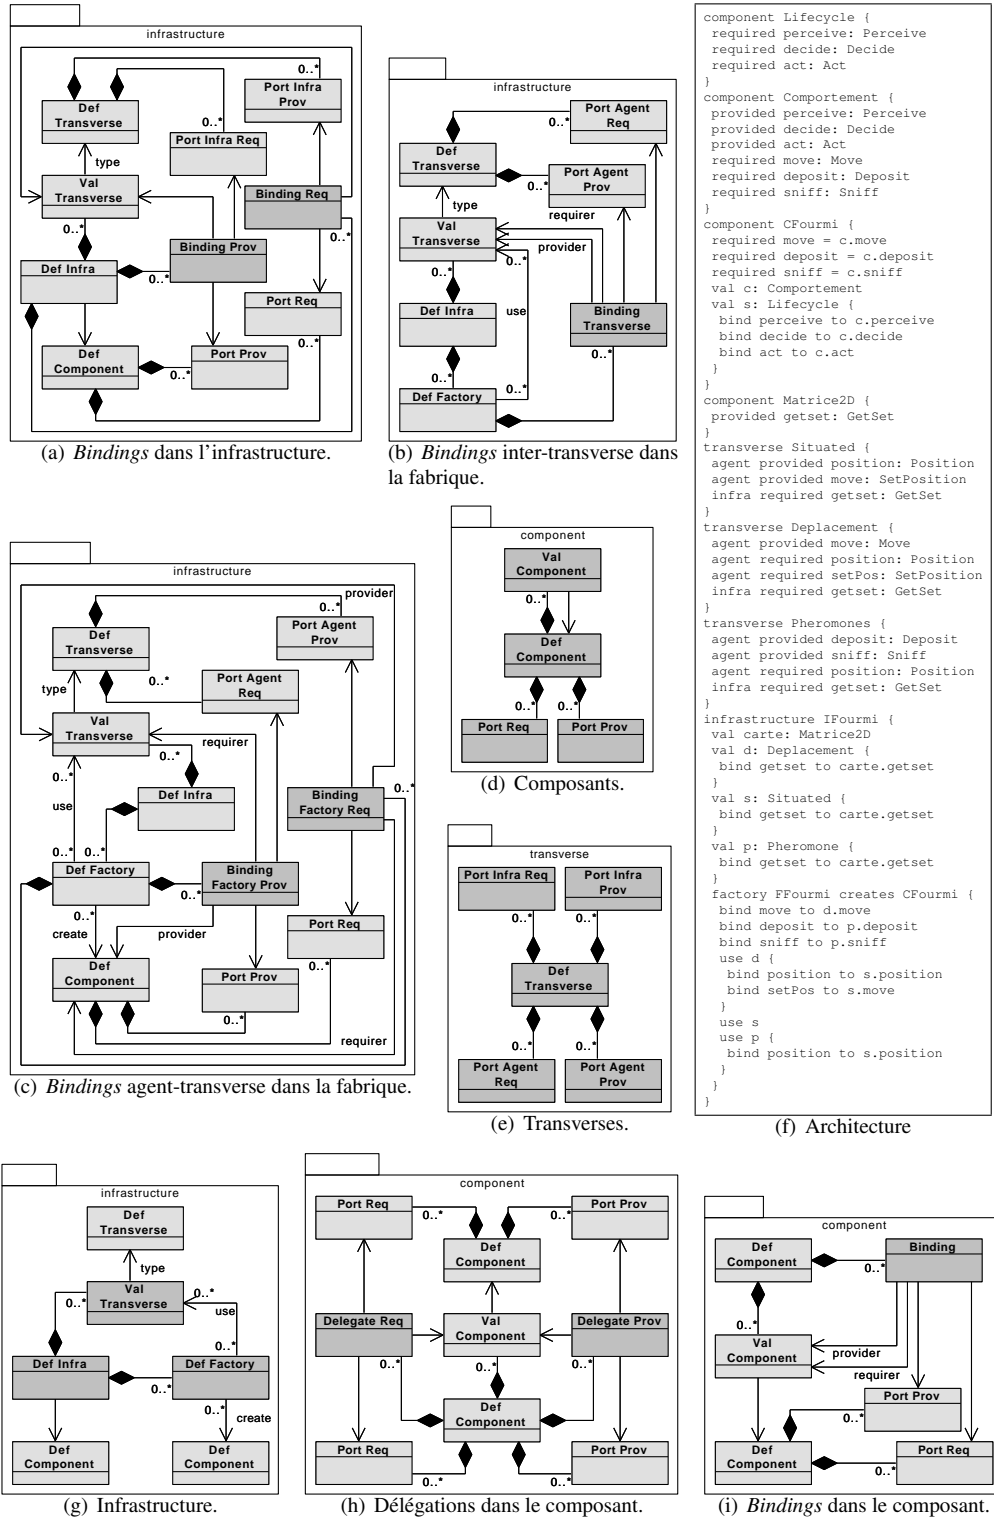 infrastructure
0..*
Port Infra
Prov
Def
Transverse
0..*
Port Infra Req
type
Val
Transverse
Binding Req
0..*
0..*
Binding Prov
Def Infra
0..*
Port Req
0..*
Def
Component
Port Prov
0..*
(a) Bindings dans l'infrastructure.
infrastructure
Port Agent
Req
0..*
Def
Transverse
Port Agent
Prov
0..*
type
requirer
Val
Transverse
provider
0..*
0..*
Def Infra
use
Binding
Transverse
0..*
0..*
0..*
Def Factory
(b) Bindings inter-transverse dans
la fabrique.
infrastructure
provider
0..*
Port Agent
Prov
Def
Transverse
0..*
Port Agent
Req
type
Val
Transverse
requirer
0..*
0..*
Def Infra
Binding
Factory Req
0..*
use
0..*
0..*
Def Factory
Binding
Factory Prov
0..*
0..*
Port Req
create
provider
0..*
Def
Component
Port Prov
0..*
requirer
(c) Bindings agent-transverse dans la fabrique.
component
Val
Component
0..*
Def
Component
0..*
0..*
Port Req
Port Prov
(d) Composants.
transverse
Port Infra Req
Port Infra
Prov
0..*
0..*
Def
Transverse
0..*
0..*
Port Agent
Req
Port Agent
Prov
(e) Transverses.
component Lifecycle {
required perceive: Perceive
required decide: Decide
required act: Act
}
component Comportement {
provided perceive: Perceive
provided decide: Decide
provided act: Act
required move: Move
required deposit: Deposit
required sniff: Sniff
}
component CFourmi {
required move = c.move
required deposit = c.deposit
required sniff = c.sniff
val c: Comportement
val s: Lifecycle {
bind perceive to c.perceive
bind decide to c.decide
bind act to c.act
}
}
component Matrice2D {
provided getset: GetSet
}
transverse Situated {
agent provided position: Position
agent provided move: SetPosition
infra required getset: GetSet
}
transverse Deplacement {
agent provided move: Move
agent required position: Position
agent required setPos: SetPosition
infra required getset: GetSet
}
transverse Pheromones {
agent provided deposit: Deposit
agent provided sniff: Sniff
agent required position: Position
infra required getset: GetSet
}
infrastructure IFourmi {
val carte: Matrice2D
val d: Deplacement {
bind getset to carte.getset
}
val s: Situated {
bind getset to carte.getset
}
val p: Pheromone {
bind getset to carte.getset
}
factory FFourmi creates CFourmi {
bind move to d.move
bind deposit to p.deposit
bind sniff to p.sniff
use d {
bind position to s.position
bind setPos to s.move
}
use s
use p {
bind position to s.position
}
}
}
(f) Architecture
infrastructure
Def
Transverse
type
Val
Transverse
0..*
0..*
use
0..*
Def Infra
Def Factory
0..*
0..*
create
Def
Component
Def
Component
(g) Infrastructure.
component
Port Req
0..*
0..*
Port Prov
Def
Component
Delegate Req
Val
Component
Delegate Prov
0..*
0..*
0..*
Def
Component
Port Req
0..*
0..*
Port Prov
(h) Délégations dans le composant.
component
Def
Component
Binding
0..*
0..*
Val
Component
provider
requirer
Port Prov
0..*
Def
Component
Port Req
0..*
(i) Bindings dans le composant.